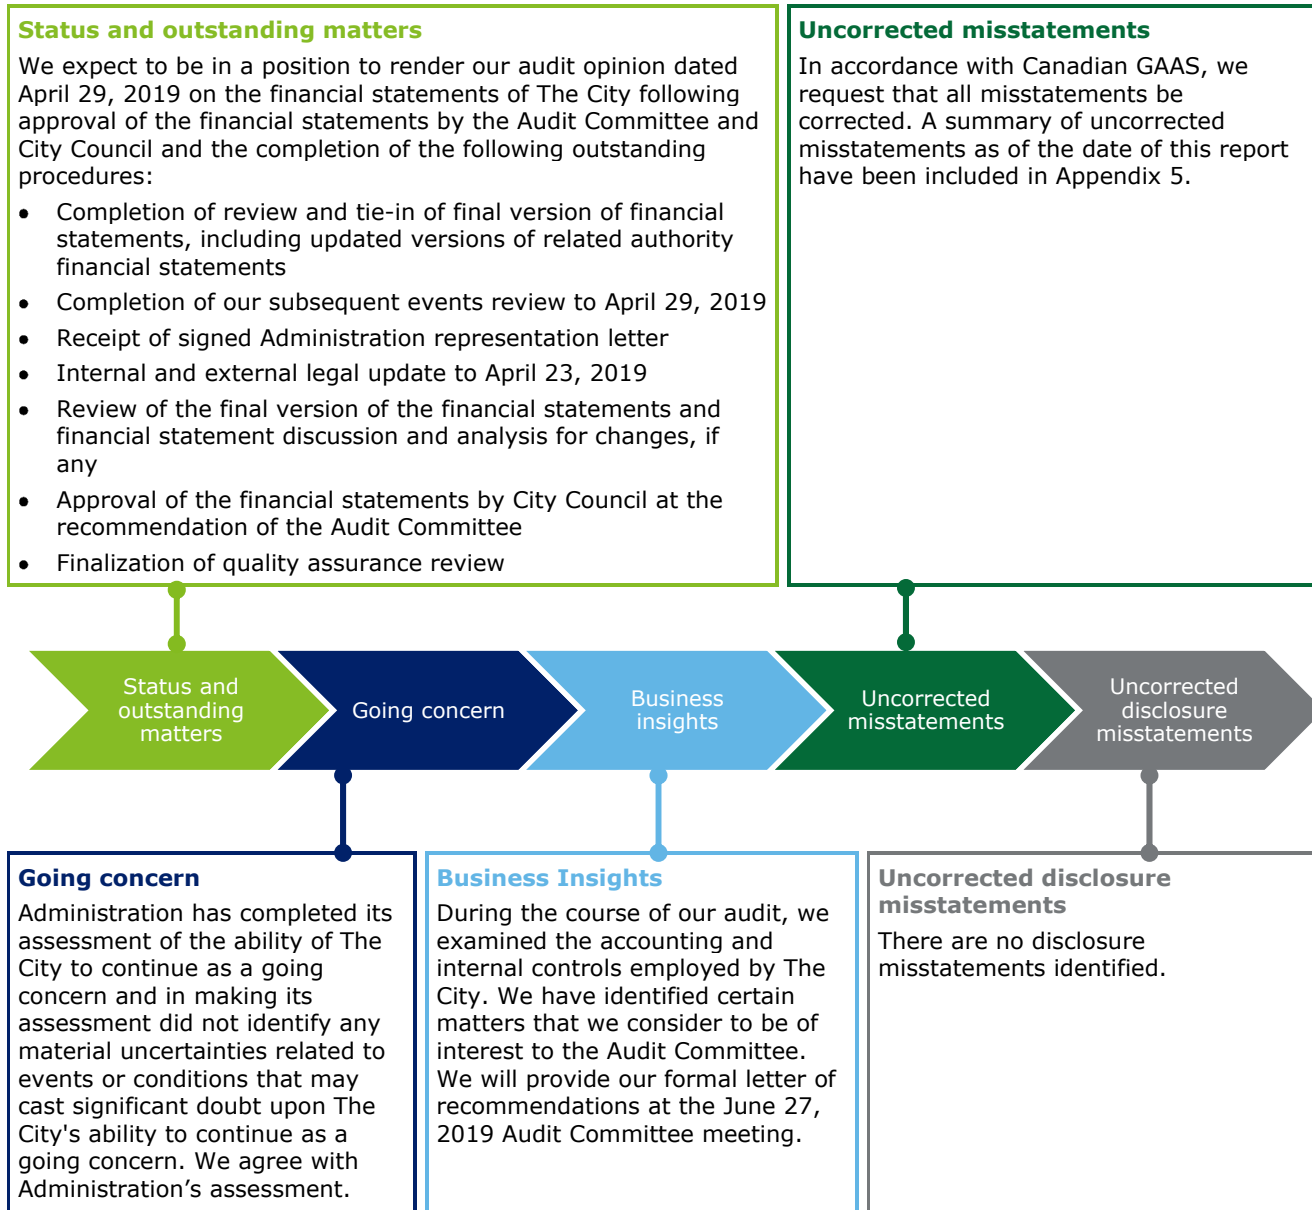 Status and outstanding matters
We expect to be in a position to render our audit opinion dated
April 29, 2019 on the financial statements of The City following
approval of the financial statements by the Audit Committee and
City Council and the completion of the following outstanding
procedures:
• Completion of review and tie-in of final version of financial
statements, including updated versions of related authority
financial statements
• Completion of our subsequent events review to April 29, 2019
• Receipt of signed Administration representation letter
• Internal and external legal update to April 23, 2019
• Review of the final version of the financial statements and
financial statement discussion and analysis for changes, if
any
• Approval of the financial statements by City Council at the
recommendation of the Audit Committee
• Finalization of quality assurance review
Uncorrected misstatements
In accordance with Canadian GAAS, we
request that all misstatements be
corrected. A summary of uncorrected
misstatements as of the date of this report
have been included in Appendix 5.
Status and
outstanding
matters
Going concern
Business
insights
Uncorrected
misstatements
Uncorrected
disclosure
misstatements
Going concern
Administration has completed its
assessment of the ability of The
City to continue as a going
concern and in making its
assessment did not identify any
material uncertainties related to
events or conditions that may
cast significant doubt upon The
City's ability to continue as a
going concern. We agree with
Administration’s assessment.
Business Insights
During the course of our audit, we
examined the accounting and
internal controls employed by The
City. We have identified certain
matters that we consider to be of
interest to the Audit Committee.
We will provide our formal letter of
recommendations at the June 27,
2019 Audit Committee meeting.
Uncorrected disclosure
misstatements
There are no disclosure
misstatements identified.